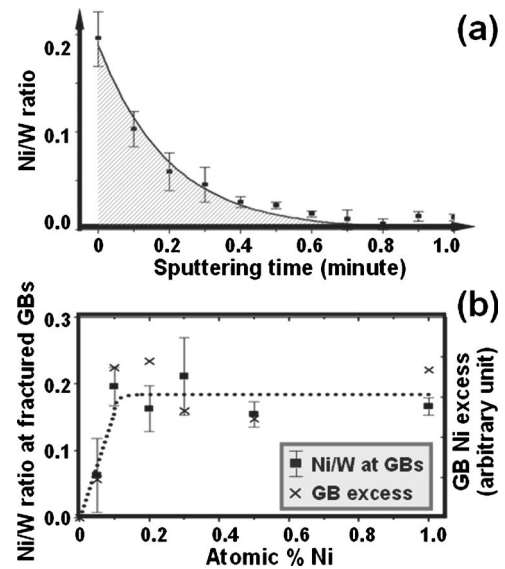 (a)
Ni/W ratio
0.2
0.1
0.0
0 0.2 0.4 0.6 0.8 1.0
Sputtering time (minute)
(b)
Ni/W ratio at fractured GBs
0.3
0.2
0.1
0.0
GB Ni excess
(arbitrary unit)
Ni/W at GBs
GB excess
0 0.2 0.4 0.6 0.8 1.0
Atomic % Ni